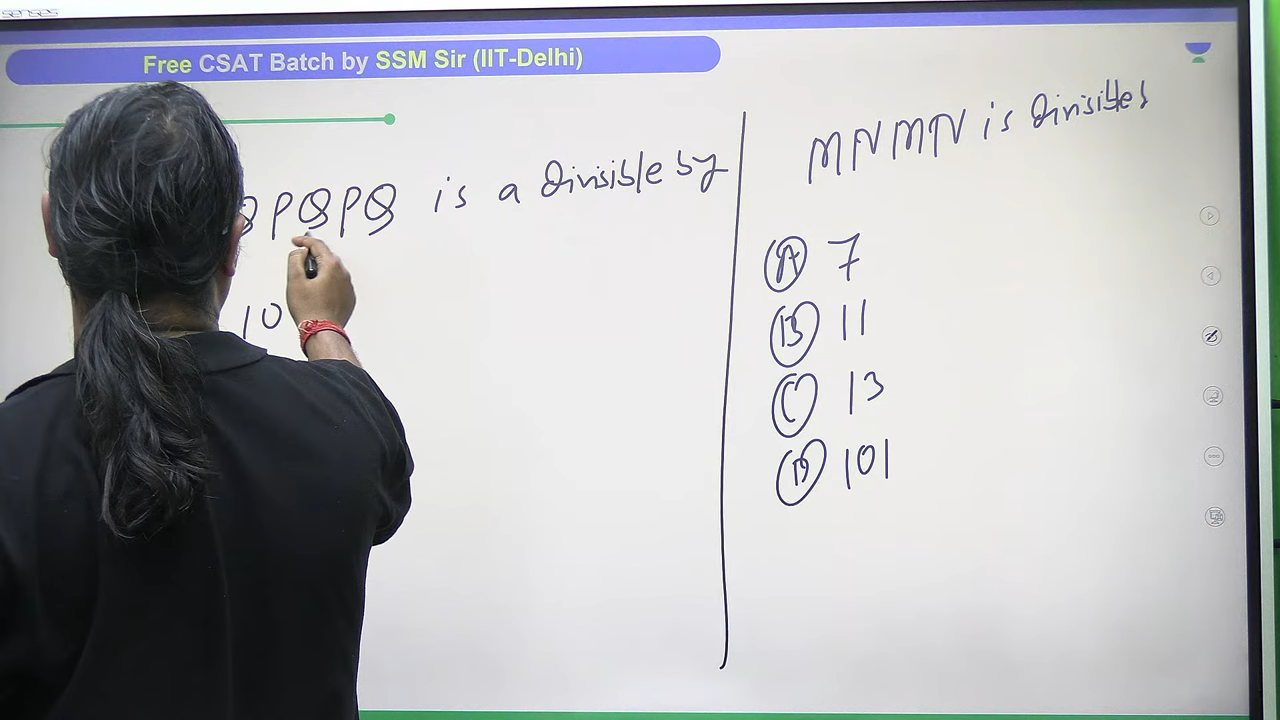 Free CSAT Batch by SSM Sir (IIT-Delhi)
QPQPQ is a divisible by
10
MNMN is divisible
A 7
B 11
C 13
D 101